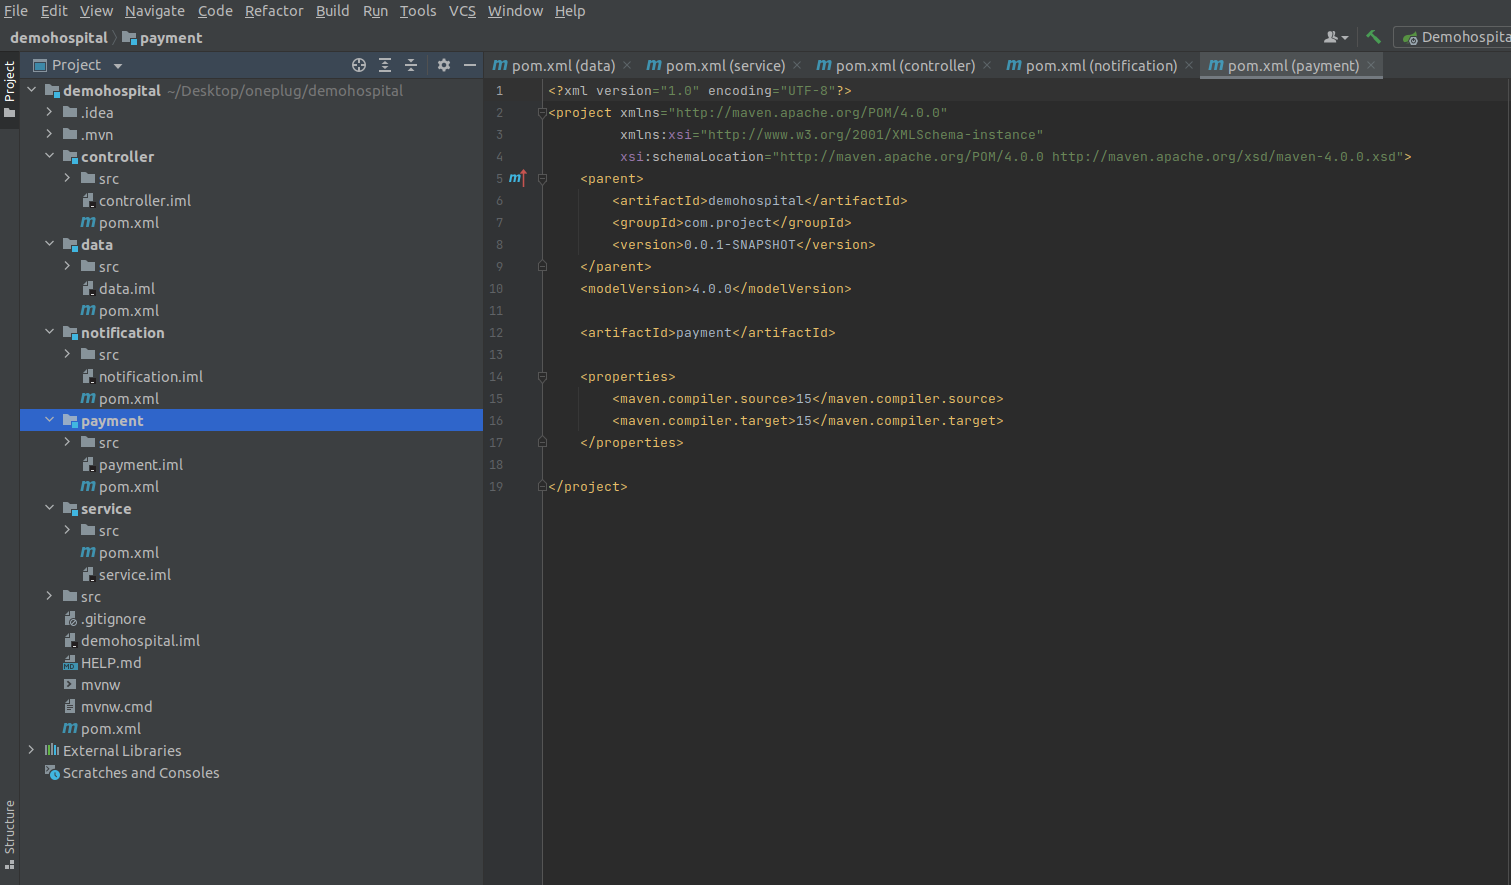 File Edit View Navigate Code Refactor Build Run Tools VCS Window Help
demohospital payment
Demohospita
Project
Project
pom.xml (data) pom.xml (service) pom.xml (controller) pom.xml (notification) pom.xml (payment)
demohospital ~/Desktop/oneplug/demohospital
.idea
.mvn
controller
src
controller.iml
pom.xml
data
src
data.iml
pom.xml
notification
src
notification.iml
pom.xml
payment
src
payment.iml
pom.xml
service
src
pom.xml
service.iml
src
.gitignore
demohospital.iml
HELP.md
mvnw
mvnw.cmd
pom.xml
External Libraries
Scratches and Consoles
Structure
1 <?xml version="1.0" encoding="UTF-8"?>
2 <project xmlns="http://maven.apache.org/POM/4.0.0"
3 xmlns:xsi="http://www.w3.org/2001/XMLSchema-instance"
4 xsi:schemaLocation="http://maven.apache.org/POM/4.0.0 http://maven.apache.org/xsd/maven-4.0.0.xsd">
5 <parent>
6 <artifactId>demohospital</artifactId>
7 <groupId>com.project</groupId>
8 <version>0.0.1-SNAPSHOT</version>
9 </parent>
10 <modelVersion>4.0.0</modelVersion>
11
12 <artifactId>payment</artifactId>
13
14 <properties>
15 <maven.compiler.source>15</maven.compiler.source>
16 <maven.compiler.target>15</maven.compiler.target>
17 </properties>
18
19 </project>